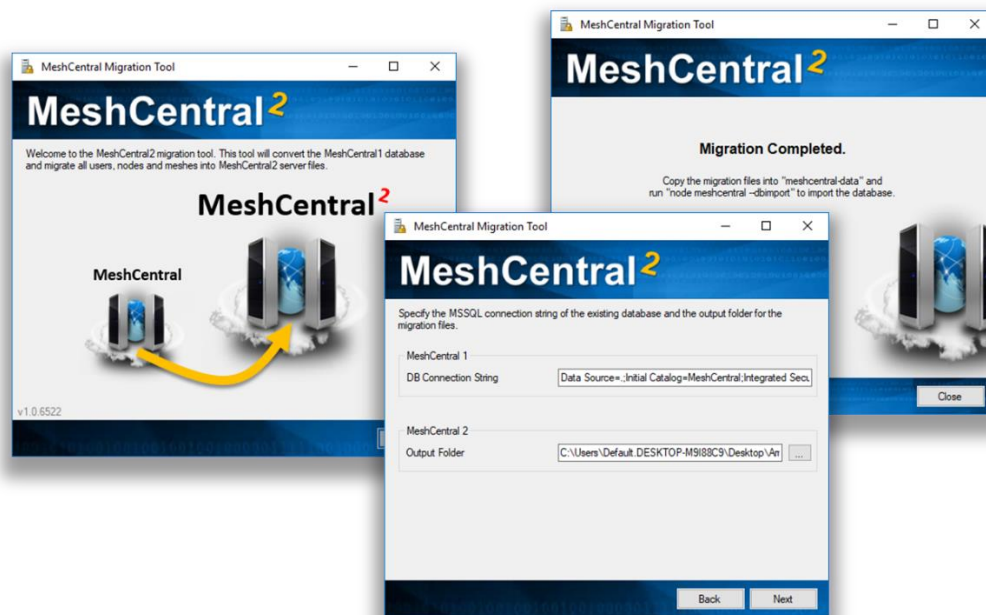 MeshCentral Migration Tool
MeshCentral2
Welcome to the MeshCentral2 migration tool. This tool will convert the MeshCentral1 database
and migrate all users, nodes and meshes into MeshCentral2 server files.
MeshCentral2
MeshCentral
v1.0.6522
MeshCentral Migration Tool
MeshCentral2
Specify the MSSQL connection string of the existing database and the output folder for the
migration files.
MeshCentral 1
DB Connection String
Data Source=.;Initial Catalog=MeshCentral;Integrated Secu
MeshCentral 2
Output Folder
C:\Users\Default.DESKTOP-M9I88C9\Desktop\Am
...
Back
Next
MeshCentral Migration Tool
MeshCentral2
Migration Completed.
Copy the migration files into "meshcentral-data" and
run "node meshcentral --dbimport" to import the database.
Close